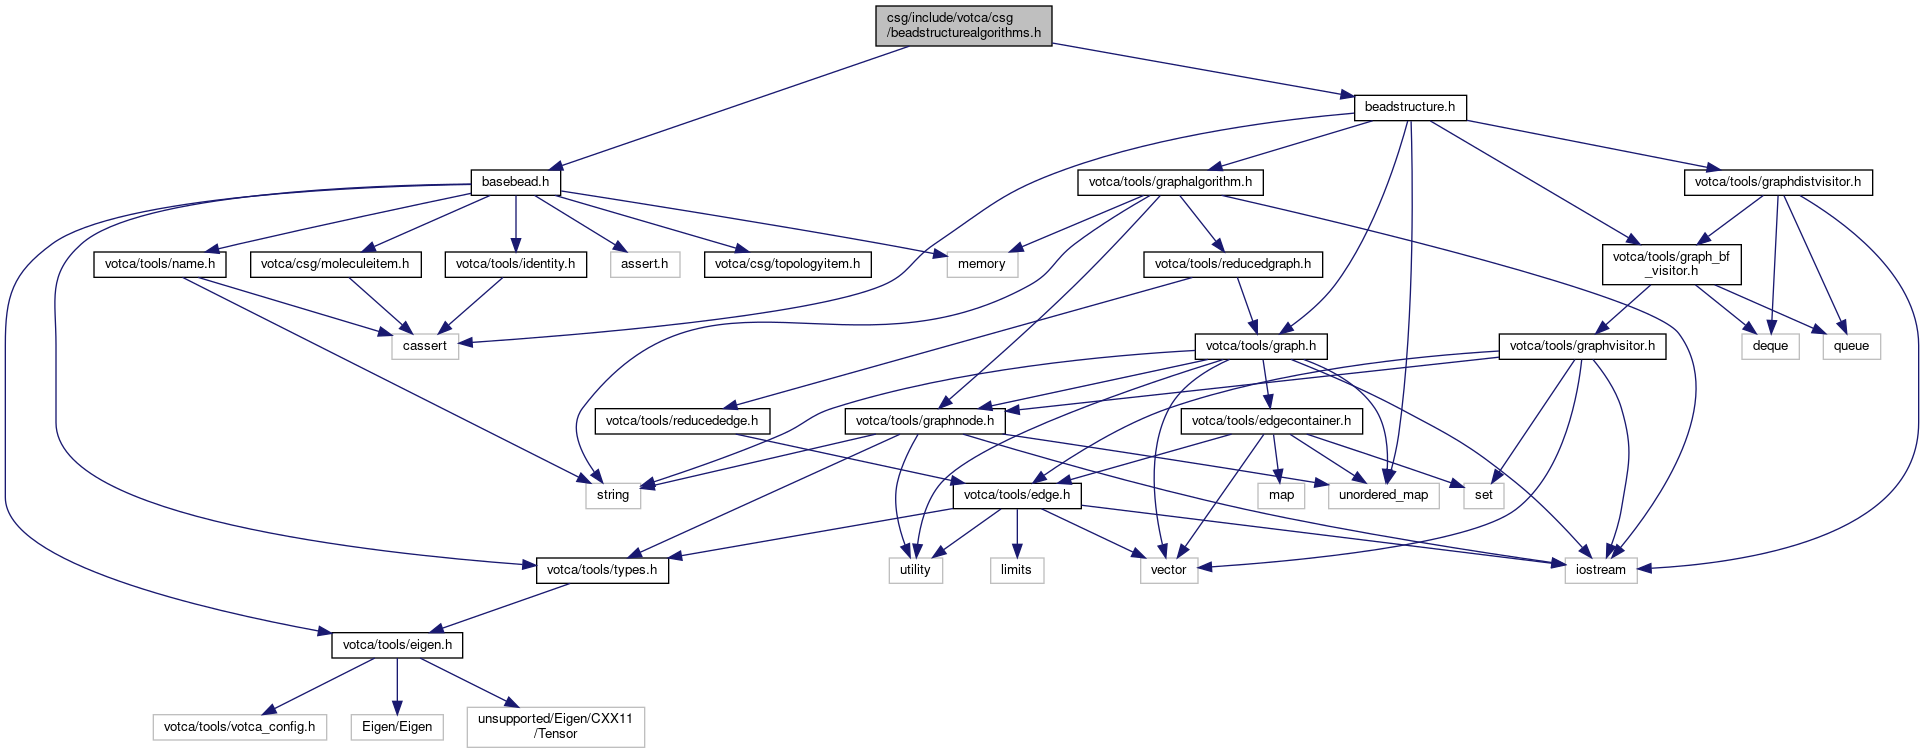 csg/include/votca/csg
/beadstructurealgorithms.h
beadstructure.h
basebead.h
votca/tools/graphalgorithm.h
votca/tools/graphdistvisitor.h
votca/tools/name.h
votca/csg/moleculeitem.h
votca/tools/identity.h
assert.h
votca/csg/topologyitem.h
memory
votca/tools/reducedgraph.h
votca/tools/graph_bf
_visitor.h
cassert
votca/tools/graph.h
votca/tools/graphvisitor.h
deque
queue
votca/tools/reducededge.h
votca/tools/graphnode.h
votca/tools/edgecontainer.h
string
votca/tools/edge.h
map
unordered_map
set
votca/tools/types.h
utility
limits
vector
iostream
votca/tools/eigen.h
votca/tools/votca_config.h
Eigen/Eigen
unsupported/Eigen/CXX11
/Tensor